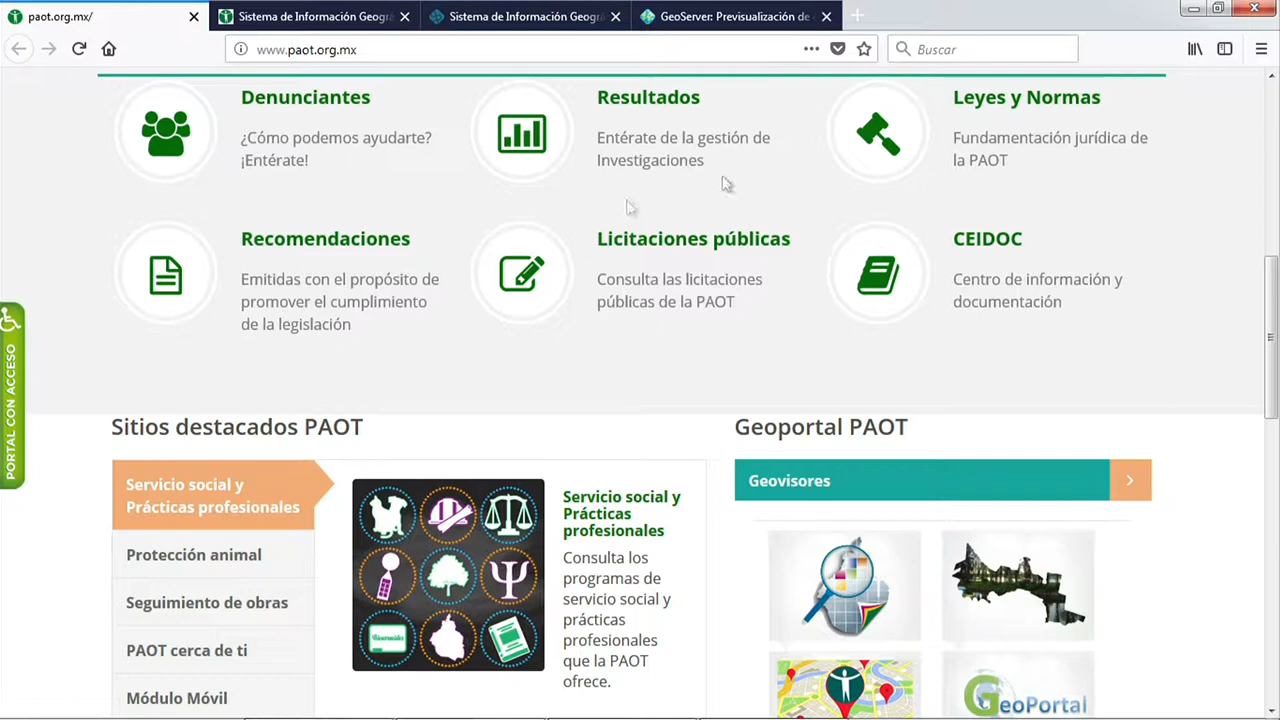 paot.org.mx/
Sistema de Información Geogr
Sistema de Información Geogr
GeoServer: Previsualización de
www.paot.org.mx
Buscar
Denunciantes
¿Cómo podemos ayudarte?
¡Entérate!
Resultados
Entérate de la gestión de
Investigaciones
Leyes y Normas
Fundamentación jurídica de
la PAOT
Recomendaciones
Emitidas con el propósito de
promover el cumplimiento
de la legislación
Licitaciones públicas
Consulta las licitaciones
públicas de la PAOT
CEIDOC
Centro de información y
documentación
PORTAL CON ACCESO
Sitios destacados PAOT
Servicio social y
Prácticas profesionales
Protección animal
Seguimiento de obras
PAOT cerca de ti
Módulo Móvil
Servicio social y
Prácticas
profesionales
Consulta los
programas de
servicio social y
prácticas
profesionales
que la PAOT
ofrece.
Geoportal PAOT
Geovisores
GeoPortal